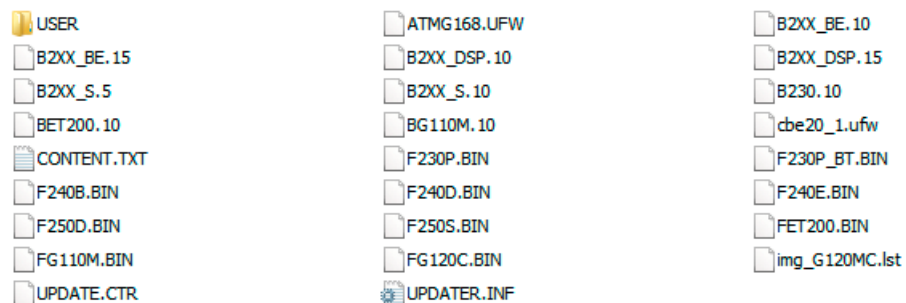 USER ATMG168.UFW B2XX_BE.10
B2XX_BE.15 B2XX_DSP.10 B2XX_DSP.15
B2XX_S.5 B2XX_S.10 B230.10
BET200.10 BG110M.10 cbe20_1.ufw
CONTENT.TXT F230P.BIN F230P_BT.BIN
F240B.BIN F240D.BIN F240E.BIN
F250D.BIN F250S.BIN FET200.BIN
FG110M.BIN FG120C.BIN img_G120MC.lst
UPDATE.CTR UPDATER.INF